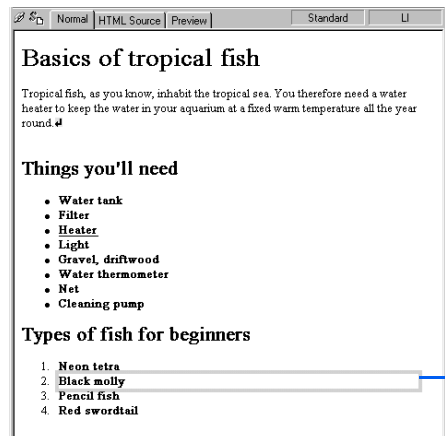 Normal HTML Source Preview Standard LI
Basics of tropical fish
Tropical fish, as you know, inhabit the tropical sea. You therefore need a water
heater to keep the water in your aquarium at a fixed warm temperature all the year
round.
Things you'll need
• Water tank
• Filter
• Heater
• Light
• Gravel, driftwood
• Water thermometer
• Net
• Cleaning pump
Types of fish for beginners
1. Neon tetra
2. Black molly
3. Pencil fish
4. Red swordtail